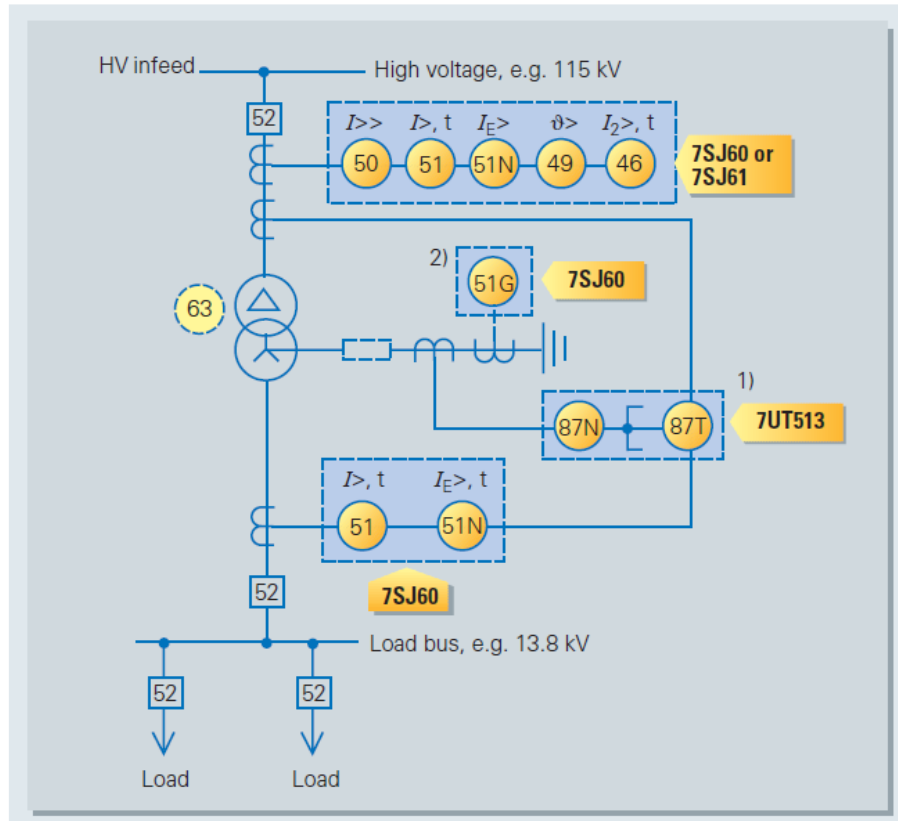 HV infeed
High voltage, e.g. 115 kV
52
I>> I>, t IE> ϑ> I2>, t
50 51 51N 49 46
7SJ60 or
7SJ61
2)
51G
7SJ60
63
1)
87N 87T
7UT513
I>, t IE>, t
51 51N
7SJ60
52
Load bus, e.g. 13.8 kV
52 52
Load Load